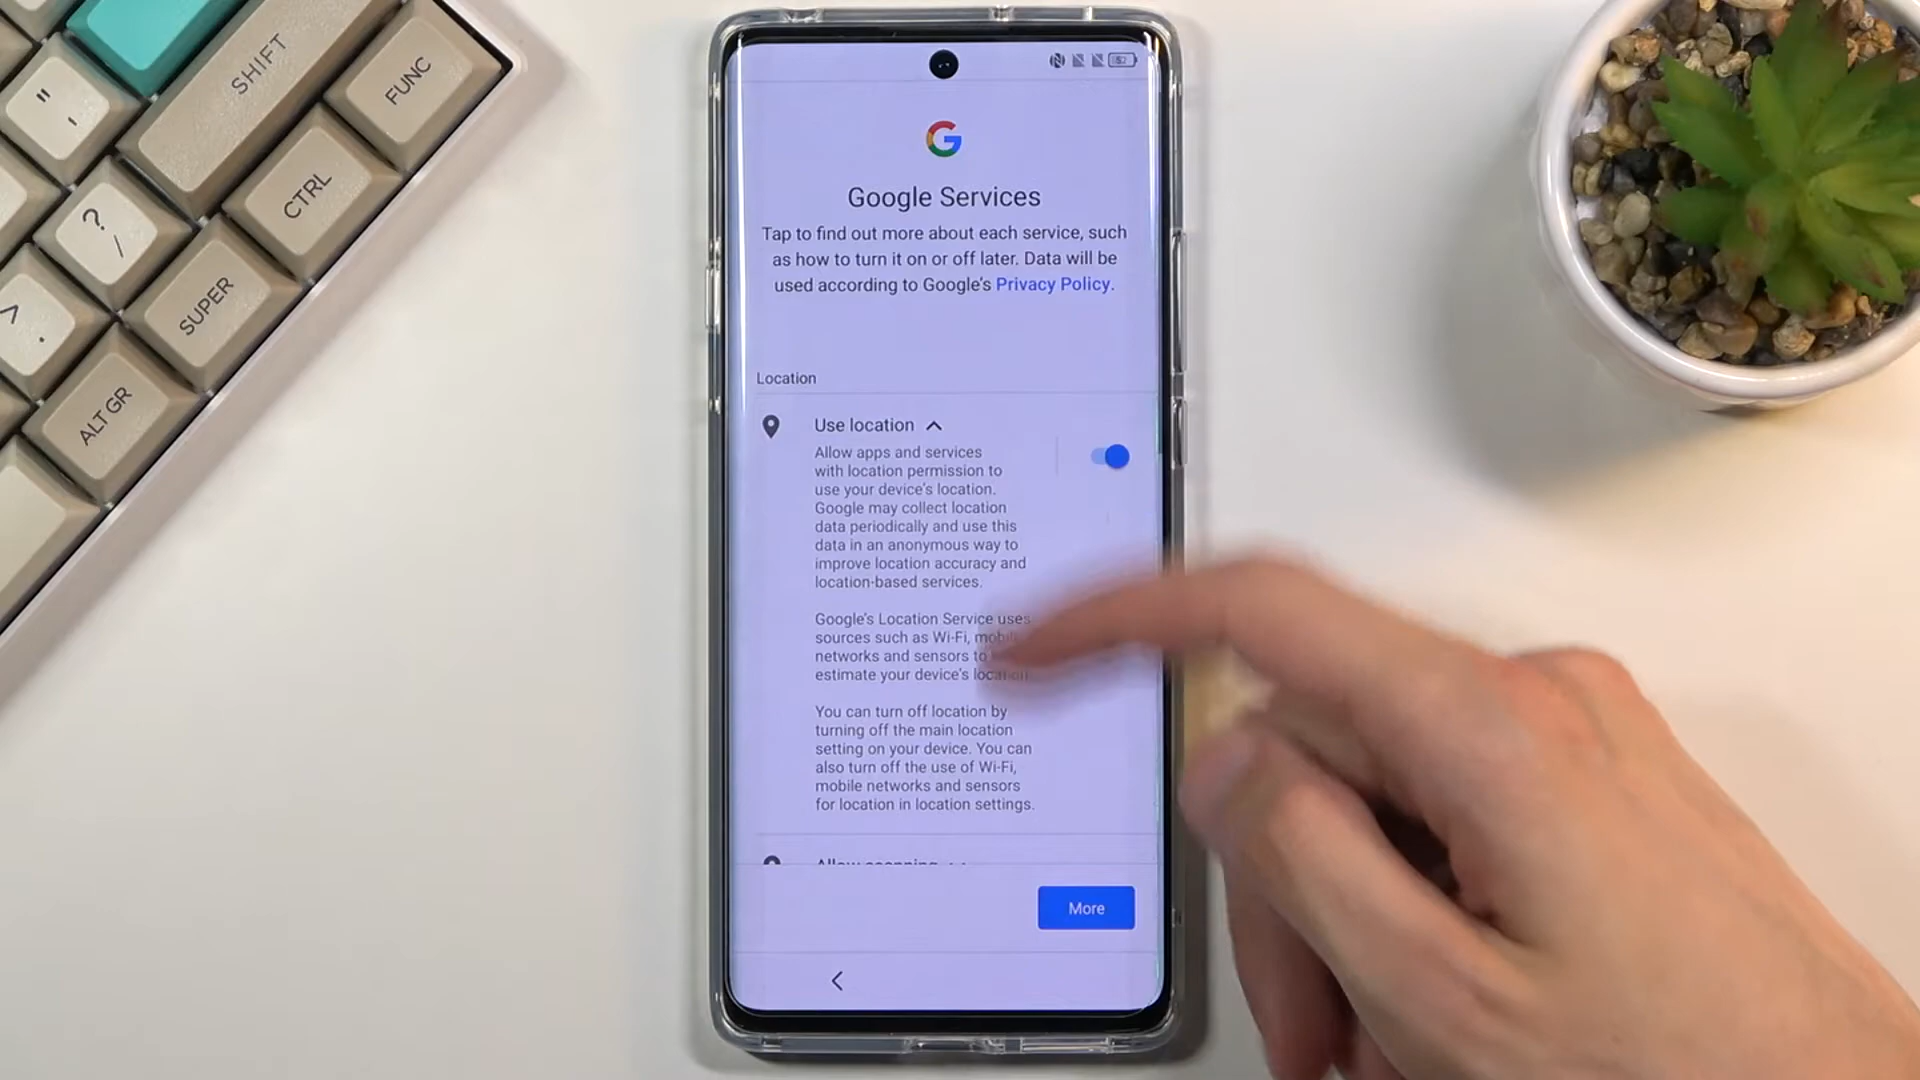 SHIFT
FUNC
"
'
CTRL
?
/
SUPER
>
.
ALT GR
Google Services
Tap to find out more about each service, such
as how to turn it on or off later. Data will be
used according to Google's Privacy Policy.
Location
Use location
Allow apps and services
with location permission to
use your device's location.
Google may collect location
data periodically and use this
data in an anonymous way to
improve location accuracy and
location-based services.
Google's Location Service uses
sources such as Wi-Fi, mobile
networks and sensors to
estimate your device's location.
You can turn off location by
turning off the main location
setting on your device. You can
also turn off the use of Wi-Fi,
mobile networks and sensors
for location in location settings.
Allow scanning
More